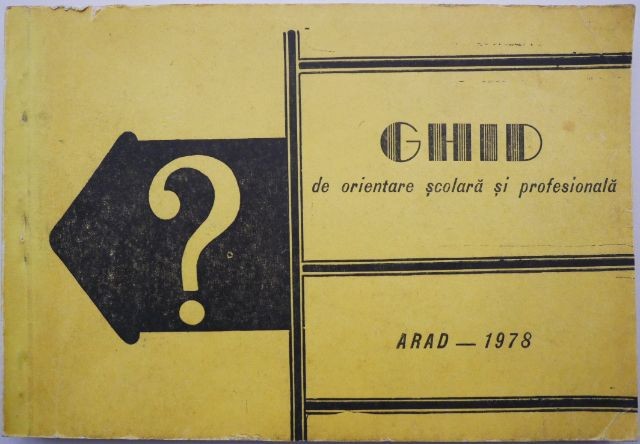 ?
GHID
de orientare școlară și profesională
ARAD — 1978